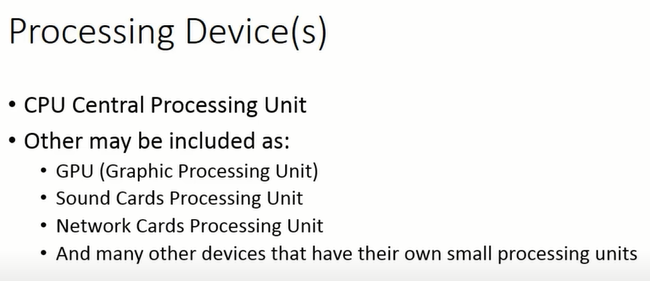 Processing Device(s)
• CPU Central Processing Unit
• Other may be included as:
• GPU (Graphic Processing Unit)
• Sound Cards Processing Unit
• Network Cards Processing Unit
• And many other devices that have their own small processing units